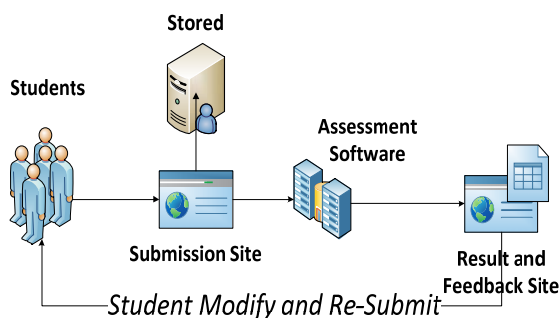 Stored
Students
Assessment
Software
Submission Site
Result and
Feedback Site
Student Modify and Re-Submit